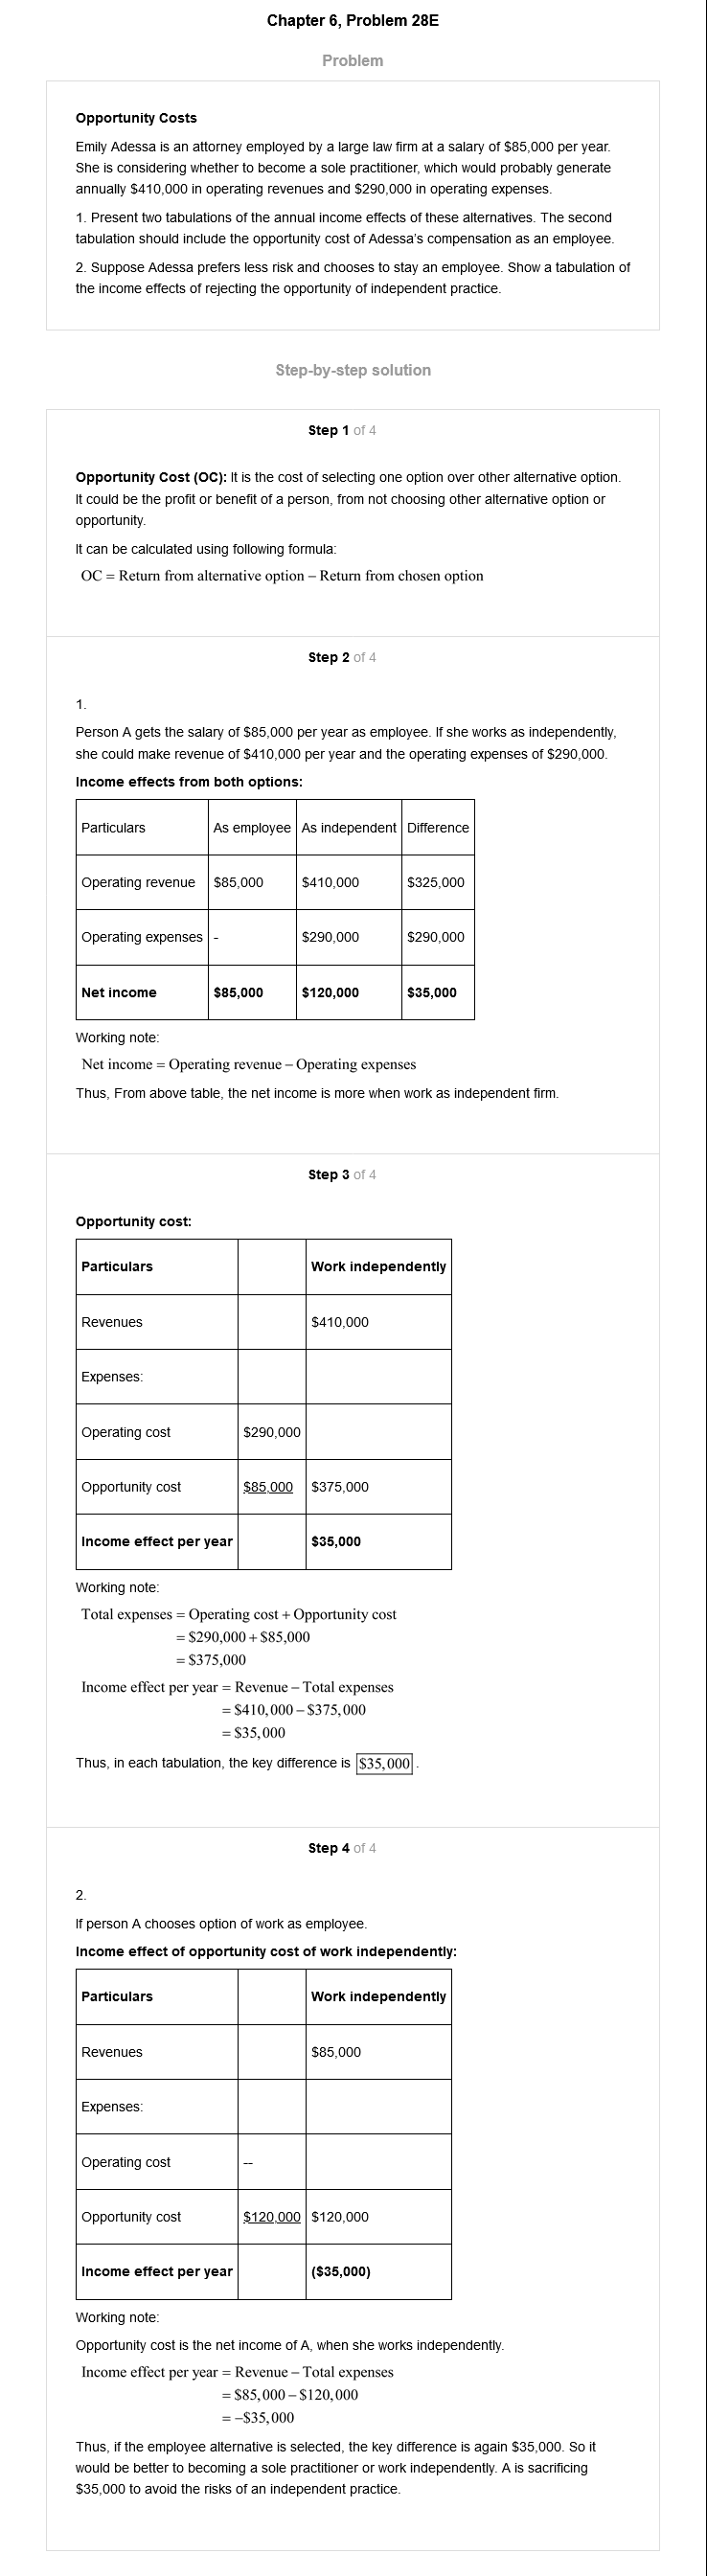 Chapter 6, Problem 28E
Problem
Opportunity Costs
Emily Adessa is an attorney employed by a large law firm at a salary of $85,000 per year.
She is considering whether to become a sole practitioner, which would probably generate
annually $410,000 in operating revenues and $290,000 in operating expenses.
1. Present two tabulations of the annual income effects of these alternatives. The second
tabulation should include the opportunity cost of Adessa's compensation as an employee.
2. Suppose Adessa prefers less risk and chooses to stay an employee. Show a tabulation of
the income effects of rejecting the opportunity of independent practice.
Step-by-step solution
Step 1 of 4
Opportunity Cost (OC): It is the cost of selecting one option over other alternative option.
It could be the profit or benefit of a person, from not choosing other alternative option or
opportunity.
It can be calculated using following formula:
OC = Return from alternative option − Return from chosen option
Step 2 of 4
1.
Person A gets the salary of $85,000 per year as employee. If she works as independently,
she could make revenue of $410,000 per year and the operating expenses of $290,000.
Income effects from both options:
Particulars As employee As independent Difference
Operating revenue $85,000 $410,000 $325,000
Operating expenses - $290,000 $290,000
Net income $85,000 $120,000 $35,000
Working note:
Net income = Operating revenue − Operating expenses
Thus, From above table, the net income is more when work as independent firm.
Step 3 of 4
Opportunity cost:
Particulars Work independently
Revenues $410,000
Expenses:
Operating cost $290,000
Opportunity cost $85,000 $375,000
Income effect per year $35,000
Working note:
Total expenses = Operating cost + Opportunity cost
= $290,000 + $85,000
= $375,000
Income effect per year = Revenue − Total expenses
= $410,000 − $375,000
= $35,000
Thus, in each tabulation, the key difference is $35,000 .
Step 4 of 4
2.
If person A chooses option of work as employee.
Income effect of opportunity cost of work independently:
Particulars Work independently
Revenues $85,000
Expenses:
Operating cost --
Opportunity cost $120,000 $120,000
Income effect per year ($35,000)
Working note:
Opportunity cost is the net income of A, when she works independently.
Income effect per year = Revenue − Total expenses
= $85,000 − $120,000
= −$35,000
Thus, if the employee alternative is selected, the key difference is again $35,000. So it
would be better to becoming a sole practitioner or work independently. A is sacrificing
$35,000 to avoid the risks of an independent practice.